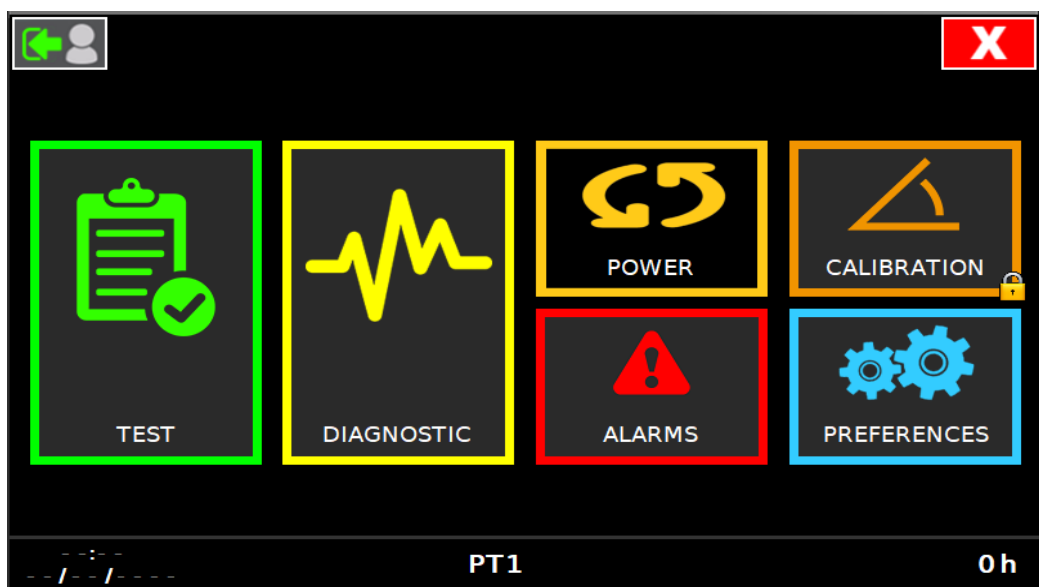 X
POWER
CALIBRATION
TEST
DIAGNOSTIC
ALARMS
PREFERENCES
--:--
--/--/----
PT1
0 h